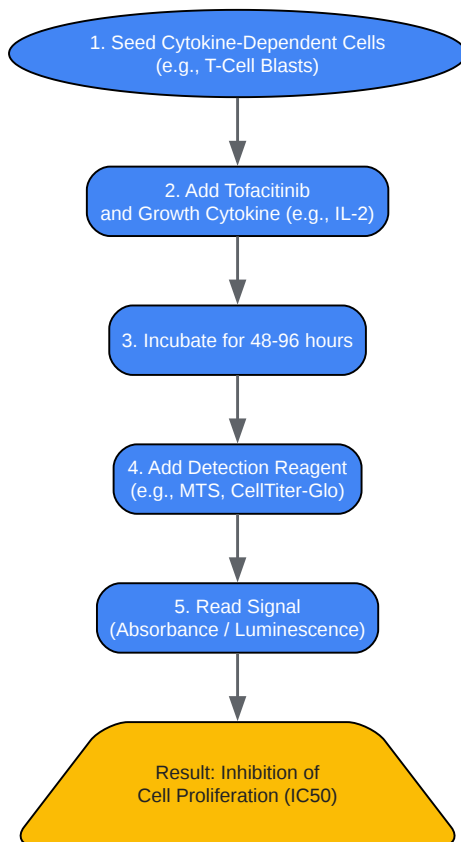 1. Seed Cytokine-Dependent Cells
(e.g., T-Cell Blasts)
2. Add Tofacitinib
and Growth Cytokine (e.g., IL-2)
3. Incubate for 48-96 hours
4. Add Detection Reagent
(e.g., MTS, CellTiter-Glo)
5. Read Signal
(Absorbance / Luminescence)
Result: Inhibition of
Cell Proliferation (IC50)